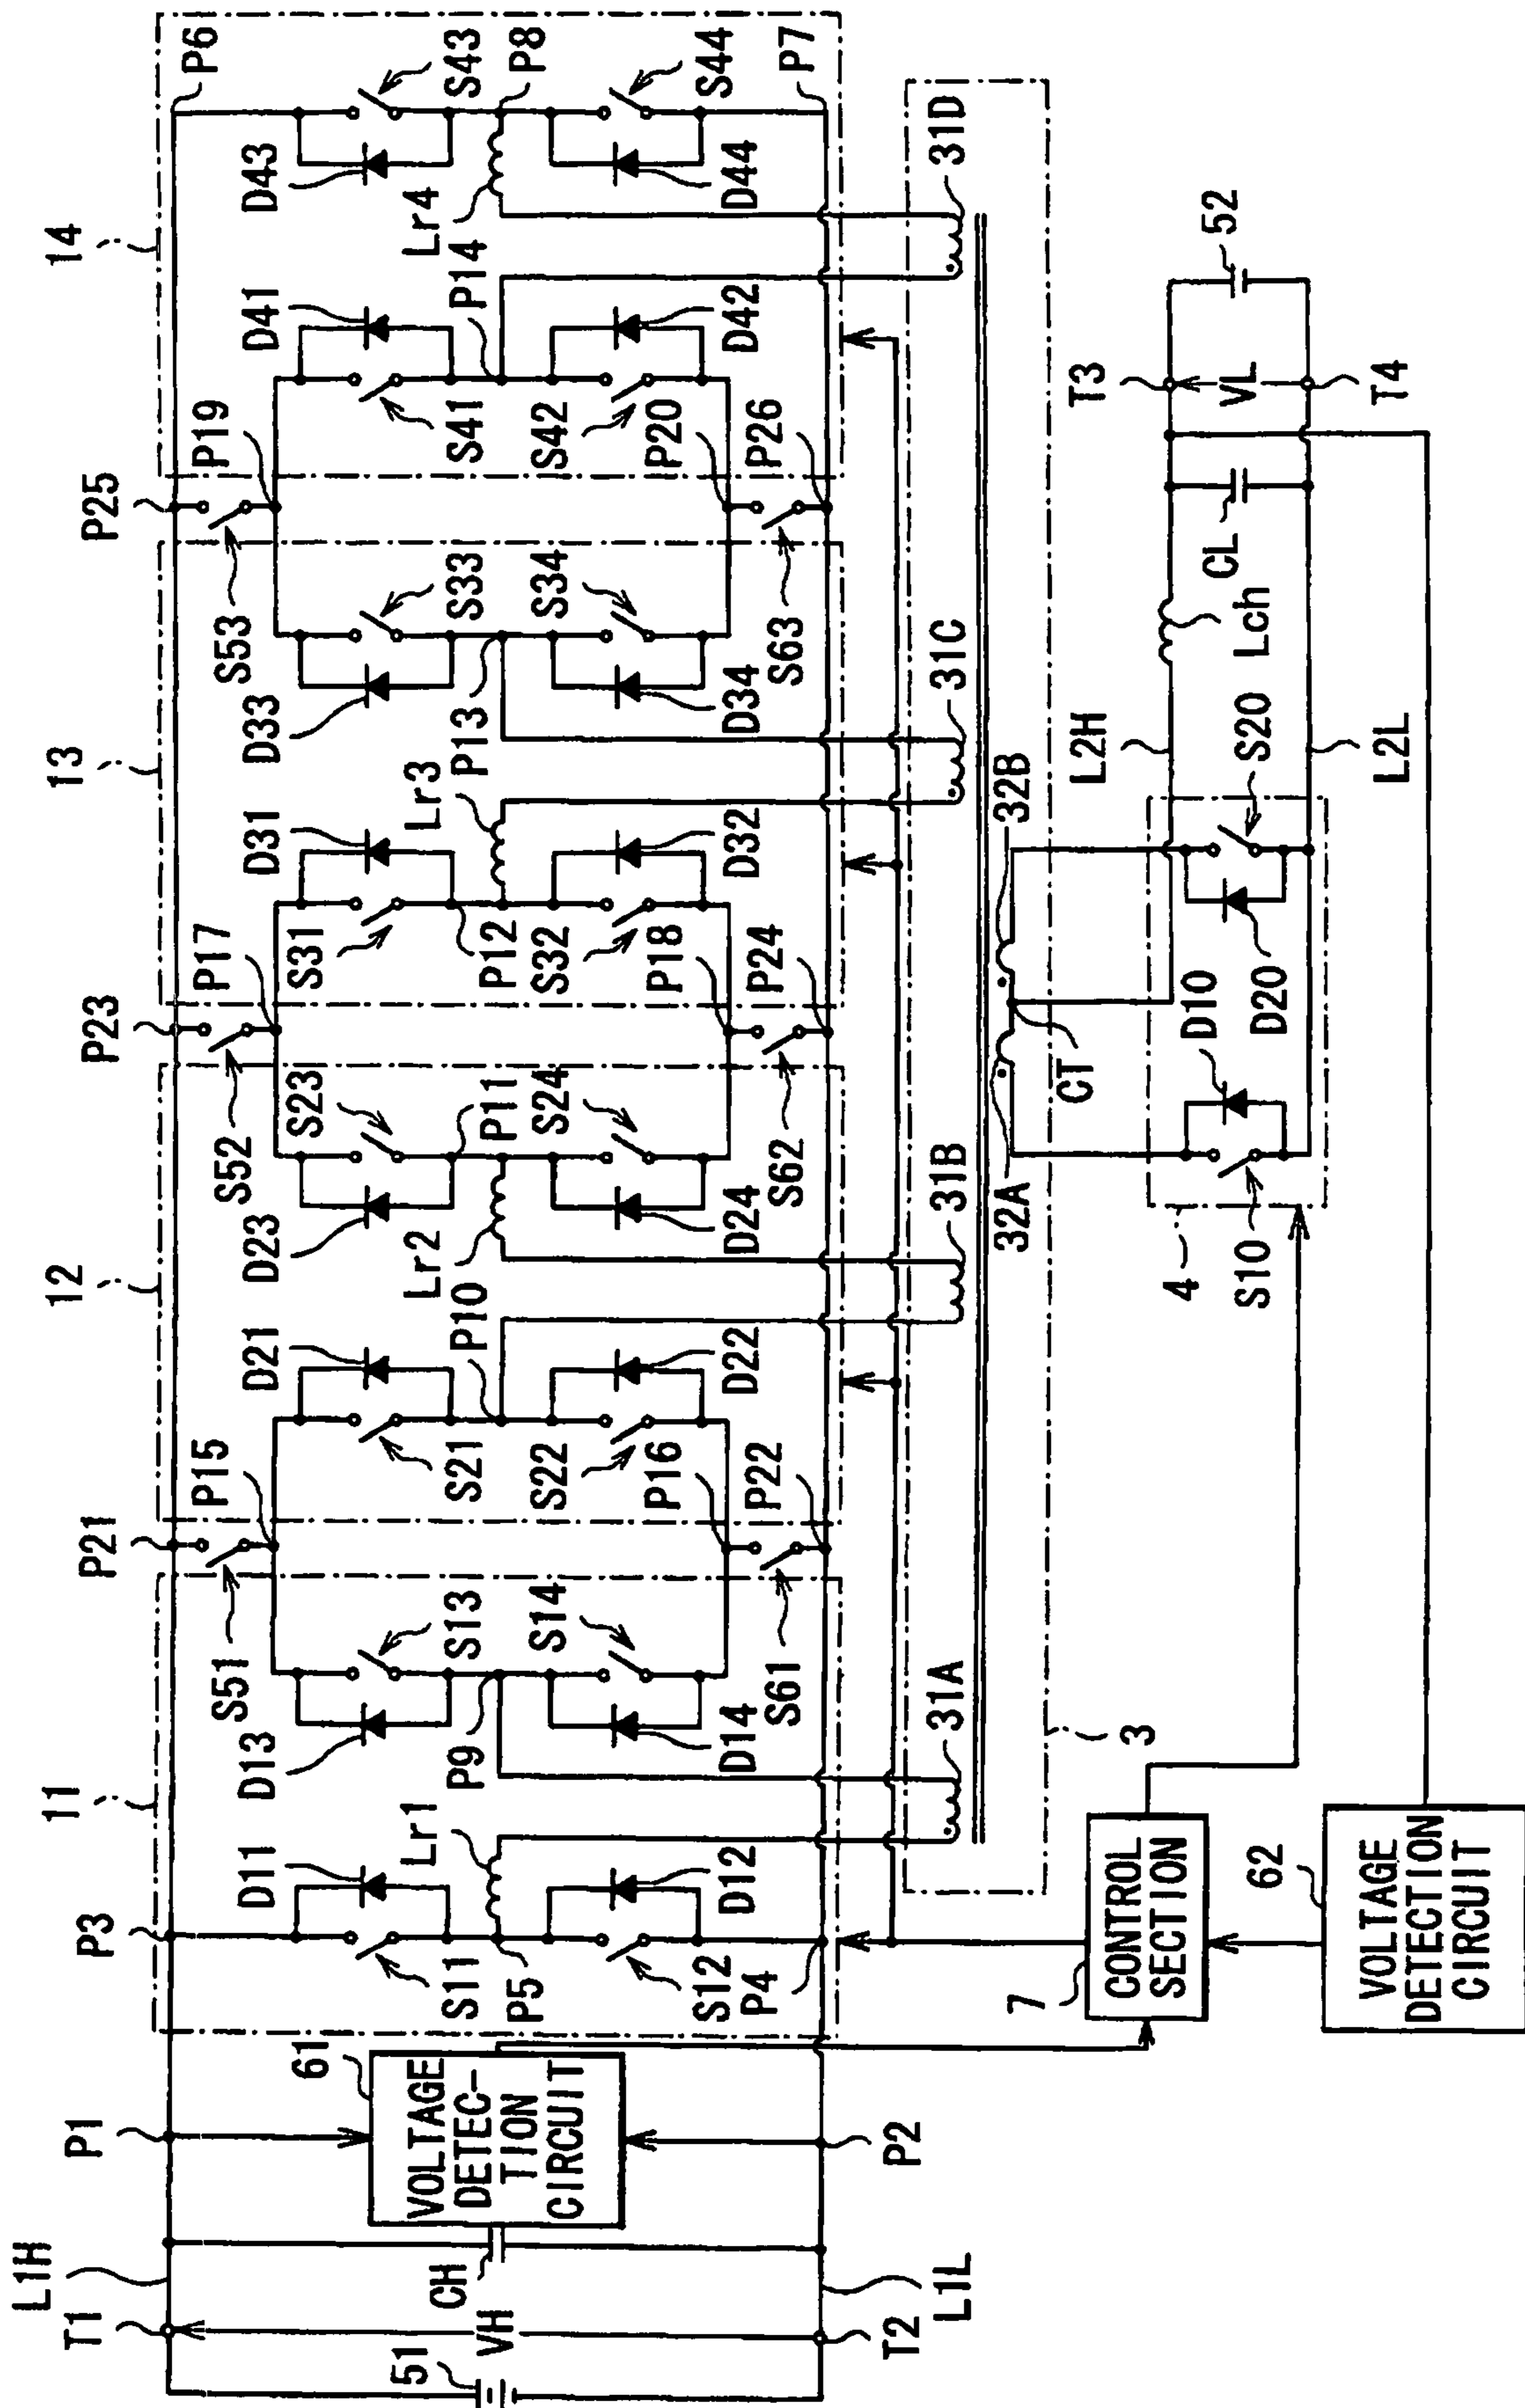 11
12
13
14
L1H
T1
P1
P3
P21
P23
P25
P6
D11
D13
S51
P15
D21
D23
S52
P17
D31
D33
S53
P19
D41
D43
S43
S11
S13
S21
S23
S31
S33
S41
61
VOLTAGE
DETEC-
TION
CIRCUIT
51
VH
CH
P5
Lr1
P9
P10
Lr2
P11
P12
Lr3
P13
P14
Lr4
P8
S12
D12
S14
D14
S22
D22
S24
D24
S32
D32
S34
D34
S42
D42
S44
D44
P4
S61
P16
P22
S62
P18
P24
S63
P20
P26
P7
T2
L1L
P2
31A
31B
31C
31D
3
32A
32B
CT
7
CONTROL
SECTION
4
S10
D10
D20
S20
L2H
L2L
Lch
CL
T3
VL
T4
52
62
VOLTAGE
DETECTION
CIRCUIT